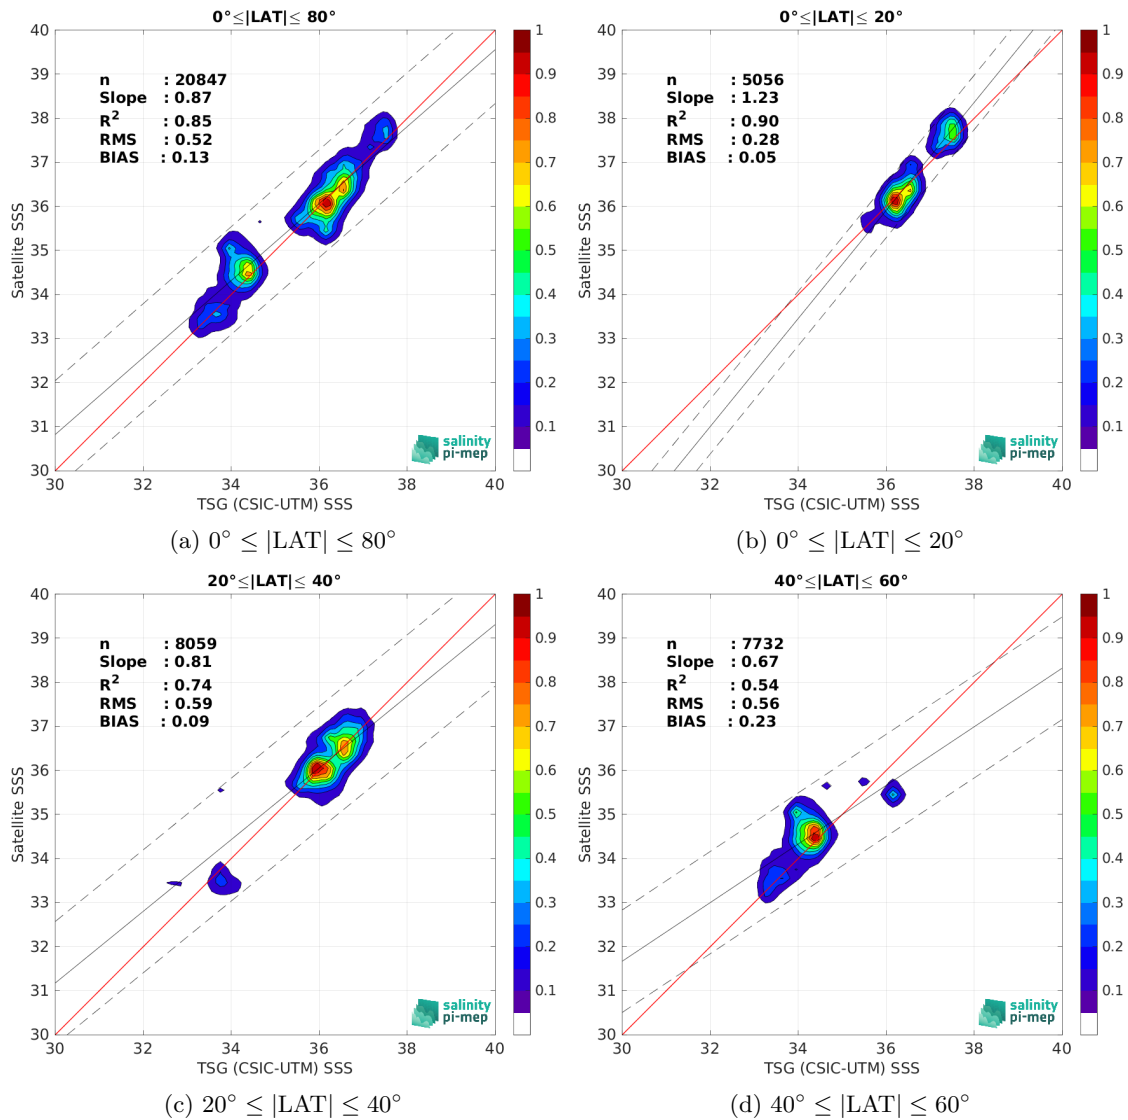 0°≤|LAT|≤ 80°
40
39
38
37
36
35
34
33
32
31
30
Satellite SSS
n : 20847
Slope : 0.87
R² : 0.85
RMS : 0.52
BIAS : 0.13
salinity
pi-mep
30 32 34 36 38 40
TSG (CSIC-UTM) SSS
1
0.9
0.8
0.7
0.6
0.5
0.4
0.3
0.2
0.1
(a) 0° ≤ |LAT| ≤ 80°
0°≤|LAT|≤ 20°
40
39
38
37
36
35
34
33
32
31
30
Satellite SSS
n : 5056
Slope : 1.23
R² : 0.90
RMS : 0.28
BIAS : 0.05
salinity
pi-mep
30 32 34 36 38 40
TSG (CSIC-UTM) SSS
1
0.9
0.8
0.7
0.6
0.5
0.4
0.3
0.2
0.1
(b) 0° ≤ |LAT| ≤ 20°
20°≤|LAT|≤ 40°
40
39
38
37
36
35
34
33
32
31
30
Satellite SSS
n : 8059
Slope : 0.81
R² : 0.74
RMS : 0.59
BIAS : 0.09
salinity
pi-mep
30 32 34 36 38 40
TSG (CSIC-UTM) SSS
1
0.9
0.8
0.7
0.6
0.5
0.4
0.3
0.2
0.1
(c) 20° ≤ |LAT| ≤ 40°
40°≤|LAT|≤ 60°
40
39
38
37
36
35
34
33
32
31
30
Satellite SSS
n : 7732
Slope : 0.67
R² : 0.54
RMS : 0.56
BIAS : 0.23
salinity
pi-mep
30 32 34 36 38 40
TSG (CSIC-UTM) SSS
1
0.9
0.8
0.7
0.6
0.5
0.4
0.3
0.2
0.1
(d) 40° ≤ |LAT| ≤ 60°